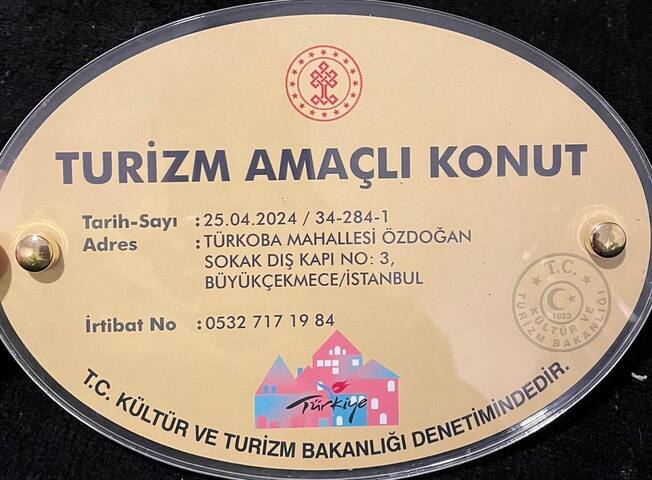 TURİZM AMAÇLI KONUT
Tarih-Sayı : 25.04.2024 / 34-284-1
Adres : TÜRKOBA MAHALLESİ ÖZDOĞAN
SOKAK DIŞ KAPI NO: 3,
BÜYÜKÇEKMECE/İSTANBUL
T.C.
1923
KÜLTÜR VE
TURİZM BAKANLIĞI
İrtibat No : 0532 717 19 84
Türkiye
T.C. KÜLTÜR VE TURİZM BAKANLIĞI DENETİMİNDEDİR.